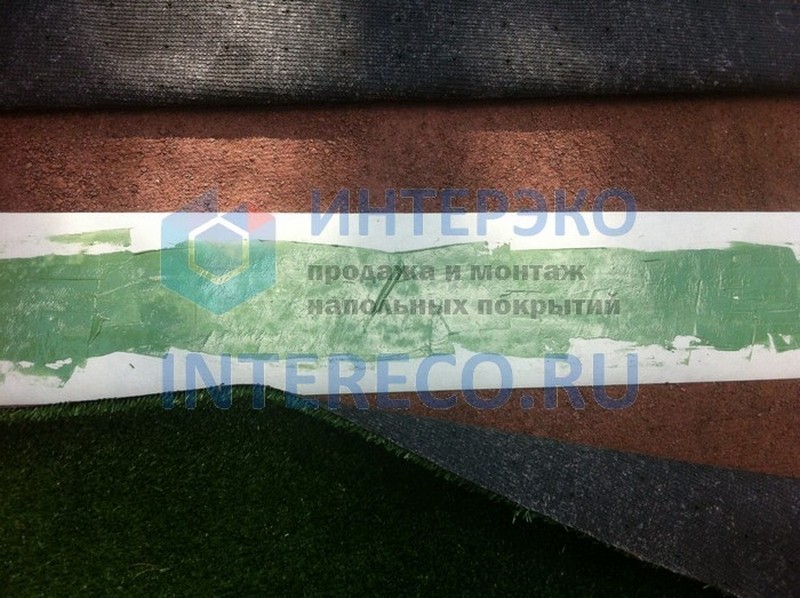 ИНТЕРЭКО
продажа и монтаж
напольных покрытий
INTERECO.RU